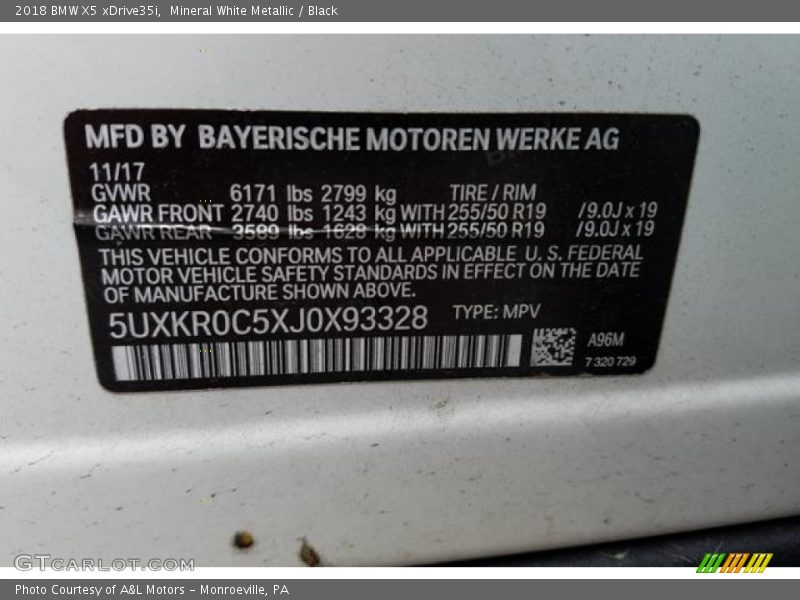 2018 BMW X5 xDrive35i,  Mineral White Metallic / Black
MFD BY BAYERISCHE MOTOREN WERKE AG
11/17
GVWR 6171 lbs 2799 kg TIRE / RIM
GAWR FRONT 2740 lbs 1243 kg WITH 255/50 R19 /9.0J x 19
GAWR REAR 3589 lbs 1628 kg WITH 255/50 R19 /9.0J x 19
THIS VEHICLE CONFORMS TO ALL APPLICABLE U. S. FEDERAL
MOTOR VEHICLE SAFETY STANDARDS IN EFFECT ON THE DATE
OF MANUFACTURE SHOWN ABOVE.
5UXKR0C5XJ0X93328 TYPE: MPV
A96M
7 320 729
GTCarLot.com
Photo Courtesy of A&L Motors - Monroeville, PA